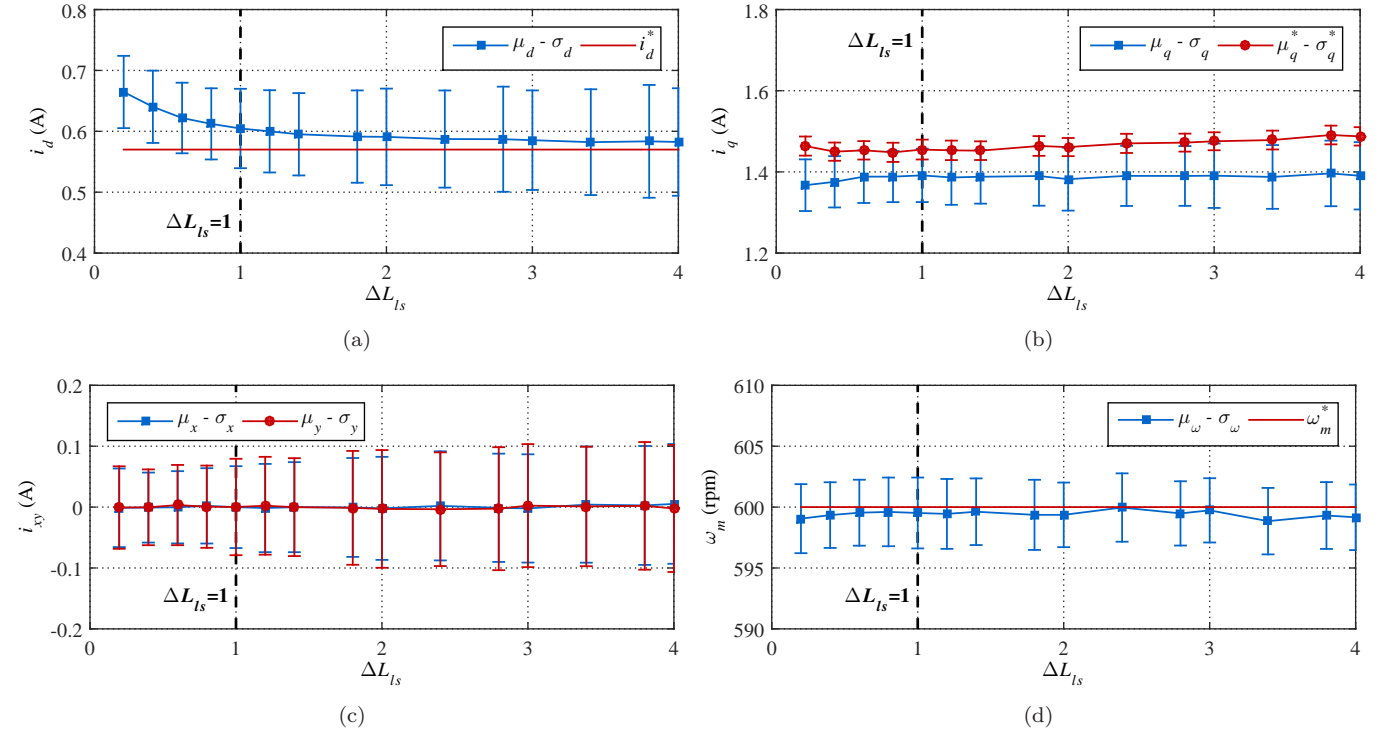 0.8
0.7
0.6
0.5
0.4
i_d (A)
μ_d - σ_d
i_d^*
ΔL_ls=1
0 1 2 3 4
ΔL_ls
(a)
1.8
1.6
1.4
1.2
i_q (A)
ΔL_ls=1
μ_q - σ_q
μ_q^* - σ_q^*
0 1 2 3 4
ΔL_ls
(b)
0.2
0.1
0
-0.1
-0.2
i_xy (A)
μ_x - σ_x
μ_y - σ_y
ΔL_ls=1
0 1 2 3 4
ΔL_ls
(c)
610
605
600
595
590
ω_m (rpm)
μ_ω - σ_ω
ω_m^*
ΔL_ls=1
0 1 2 3 4
ΔL_ls
(d)